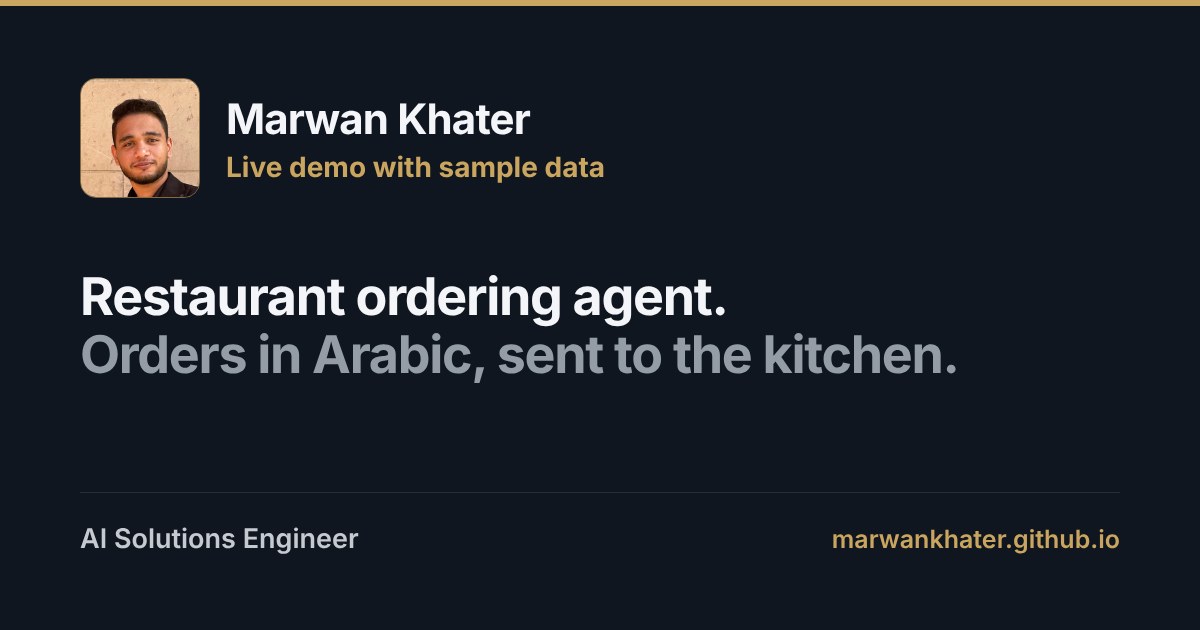 Marwan Khater
Live demo with sample data
Restaurant ordering agent.
Orders in Arabic, sent to the kitchen.
AI Solutions Engineer
marwankhater.github.io